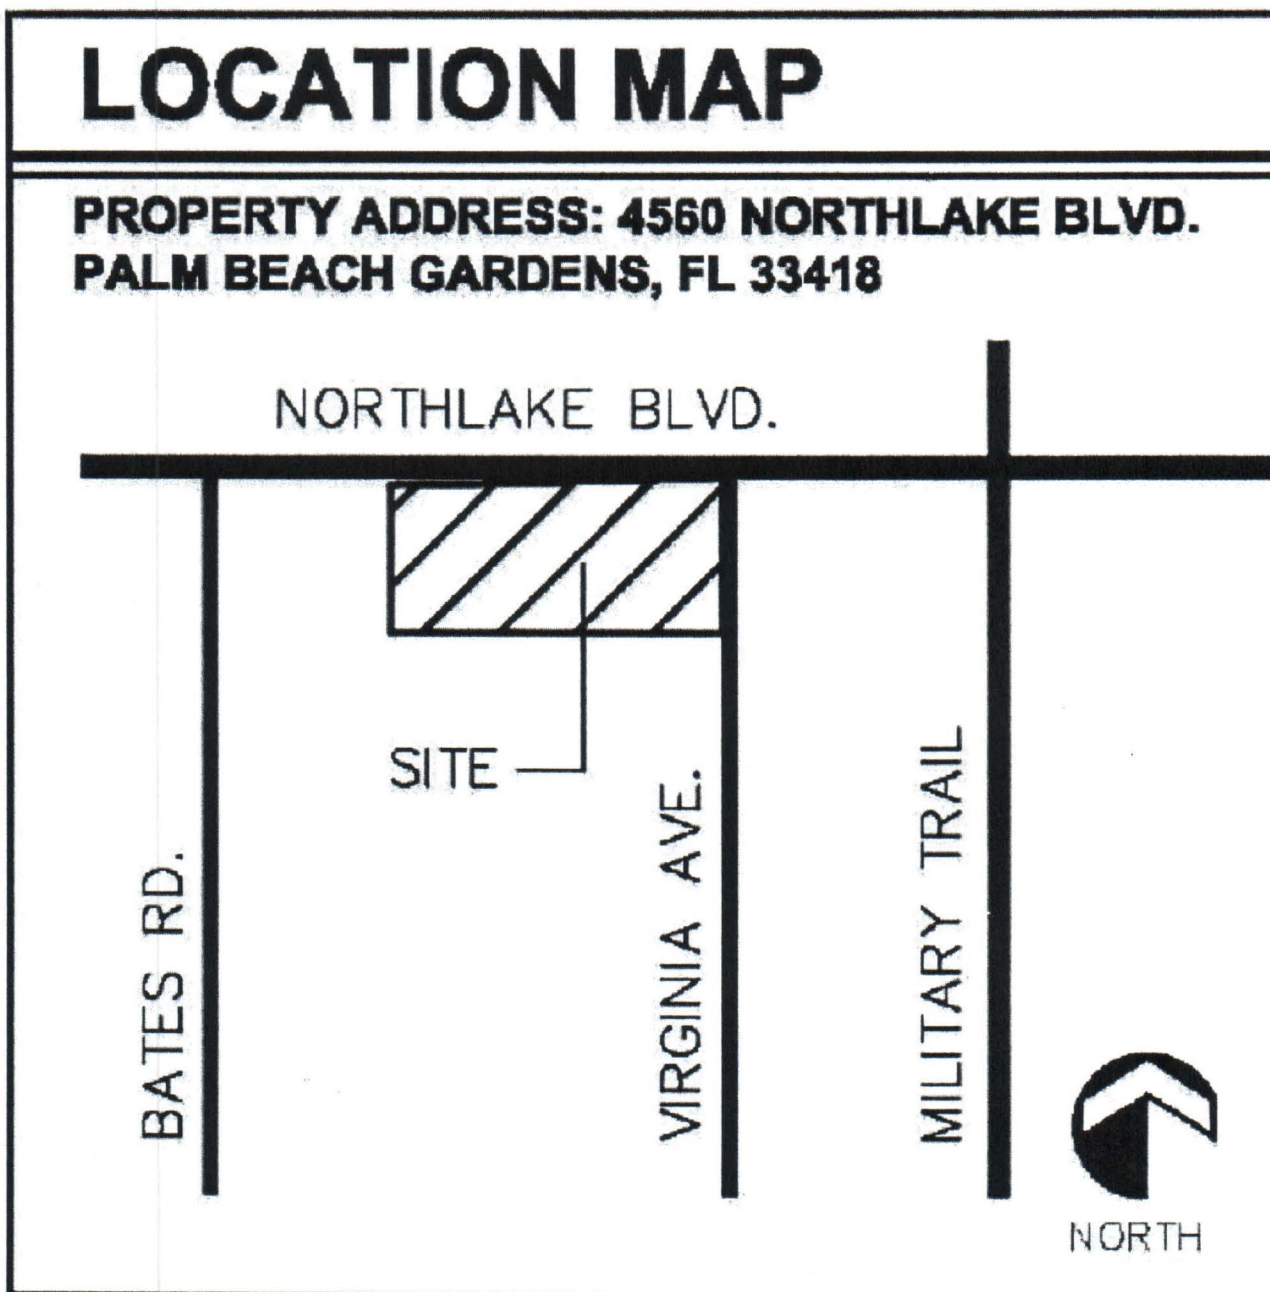 LOCATION MAP
PROPERTY ADDRESS: 4560 NORTHLAKE BLVD.
PALM BEACH GARDENS, FL 33418
NORTHLAKE BLVD.
SITE
BATES RD.
VIRGINIA AVE.
MILITARY TRAIL
NORTH